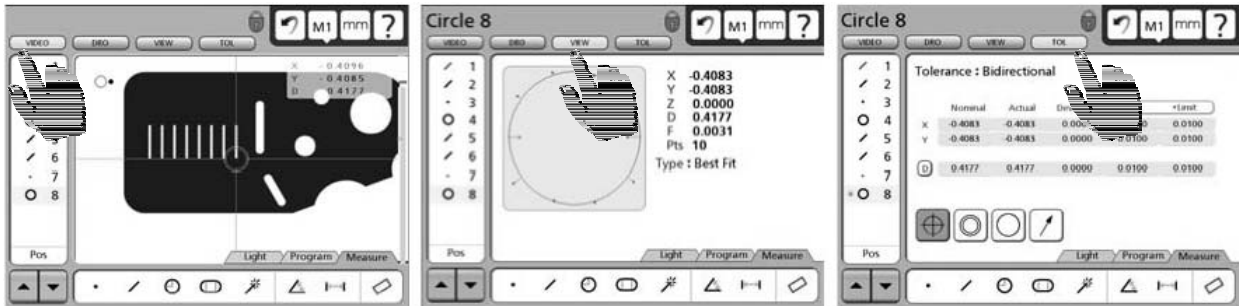 M1 mm ?
VIDEO DRO VIEW TOL
X -0.4096
Y -0.4085
D 0.4177
1
5
6
7
8
Pos
Light Program Measure
Circle 8
M1 mm ?
VIDEO DRO VIEW TOL
1
2
3
4
5
6
7
8
X -0.4083
Y -0.4083
Z 0.0000
D 0.4177
F 0.0031
Pts 10
Type : Best Fit
Pos
Light Program Measure
Circle 8
M1 mm ?
VIDEO DRO VIEW TOL
1
2
3
4
5
6
7
8
Tolerance : Bidirectional
Nominal Actual +Limit
X -0.4083 -0.4083 0.0100
Y -0.4083 -0.4083 0.0000 0.0100 0.0100
D 0.4177 0.4177 0.0000 0.0100 0.0100
Pos
Light Program Measure